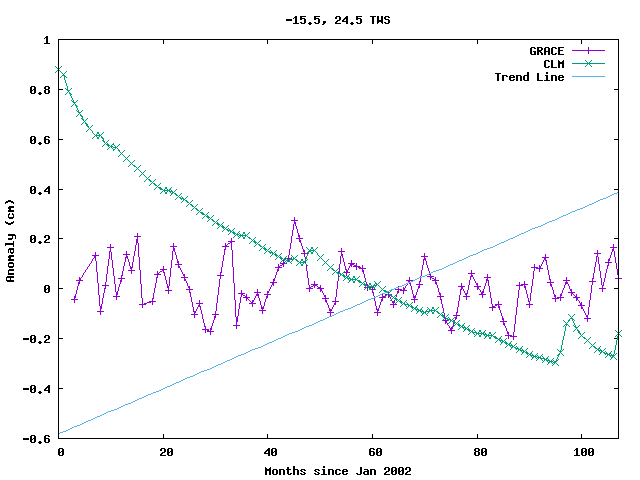 -15.5, 24.5 TWS
GRACE
CLM
Trend Line
1
0.8
0.6
0.4
0.2
0
-0.2
-0.4
-0.6
Anomaly (cm)
0 20 40 60 80 100
Months since Jan 2002